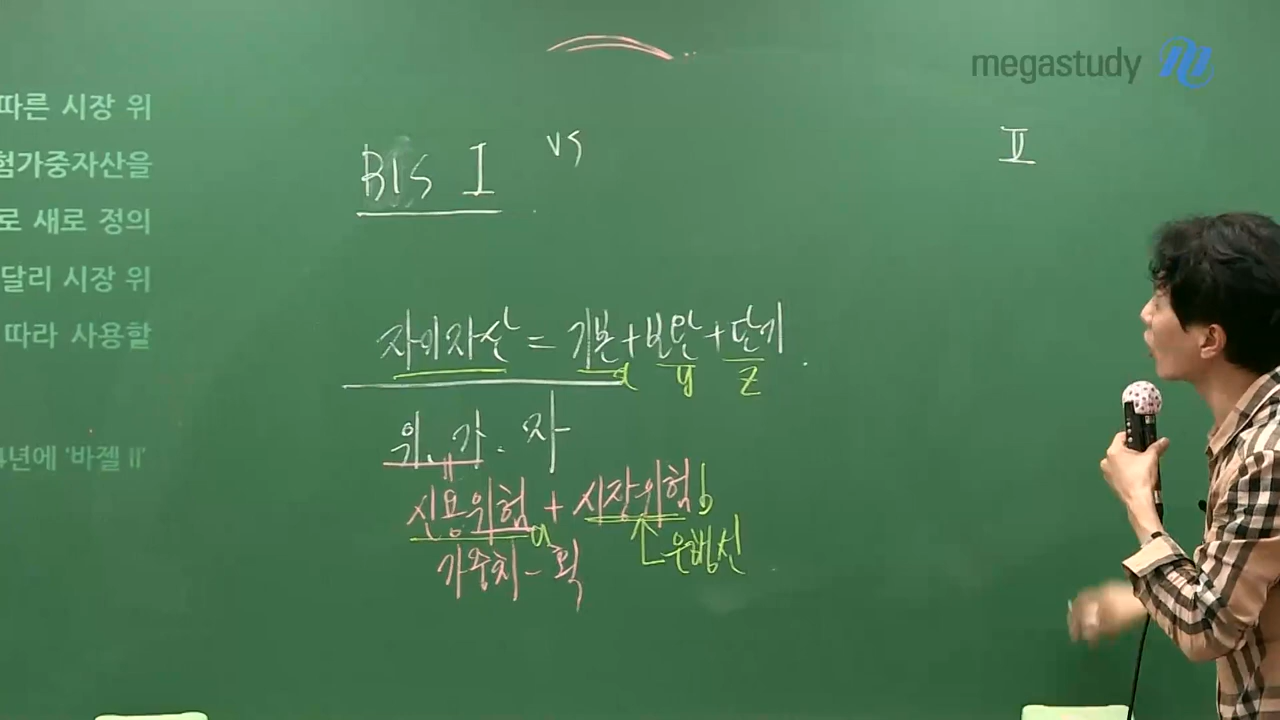 megastudy
따른 시장 위
험가중자산을
로 새로 정의
달리 시장 위
따라 사용할
4년에 '바젤 II'
BIS I vs II
자이자산 = 기본 + 보완 + 단기
x y z
위.가.자
신용위험 + 시장위험 b
a
가중치 - 획 은행선